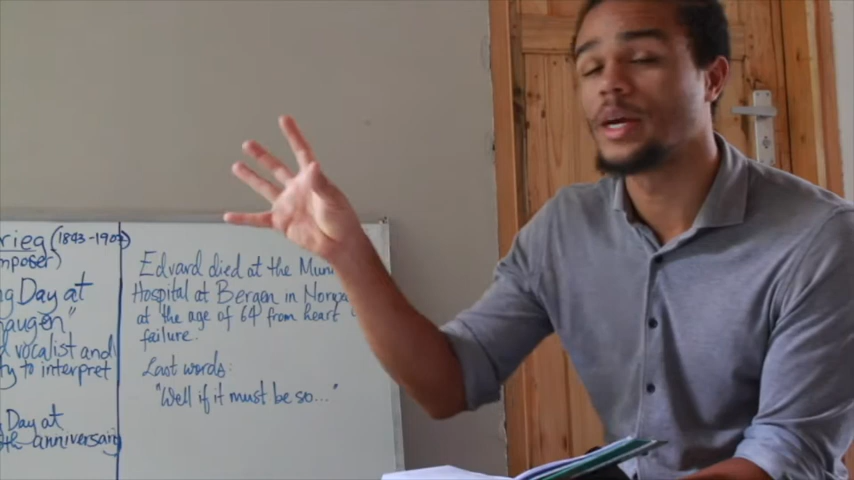 rieg (1843-1907)
mposer)
ng Day at
haugen"
d vocalist and
ty to interpret
Day at
th anniversary
Edvard died at the Muni
Hospital at Bergen in Norwa
at the age of 64 from heart
failure.
Last words:
"Well if it must be so..."